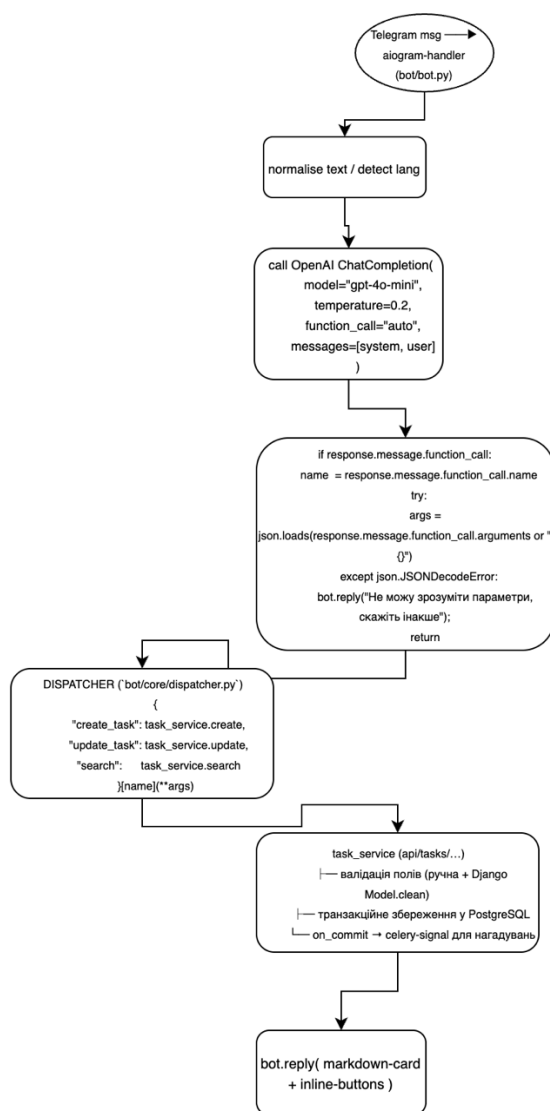 Telegram msg ⟶
aiogram-handler
(bot/bot.py)
normalise text / detect lang
call OpenAI ChatCompletion(
model="gpt-4o-mini",
temperature=0.2,
function_call="auto",
messages=[system, user]
)
if response.message.function_call:
name = response.message.function_call.name
try:
args =
json.loads(response.message.function_call.arguments or "
{}")
except json.JSONDecodeError:
bot.reply("Не можу зрозуміти параметри,
скажіть інакше");
return
DISPATCHER (`bot/core/dispatcher.py`)
{
"create_task": task_service.create,
"update_task": task_service.update,
"search": task_service.search
}[name](**args)
task_service (api/tasks/…)
├─ валідація полів (ручна + Django
Model.clean)
├─ транзакційне збереження у PostgreSQL
└─ on_commit → celery-signal для нагадувань
bot.reply( markdown-card
+ inline-buttons )